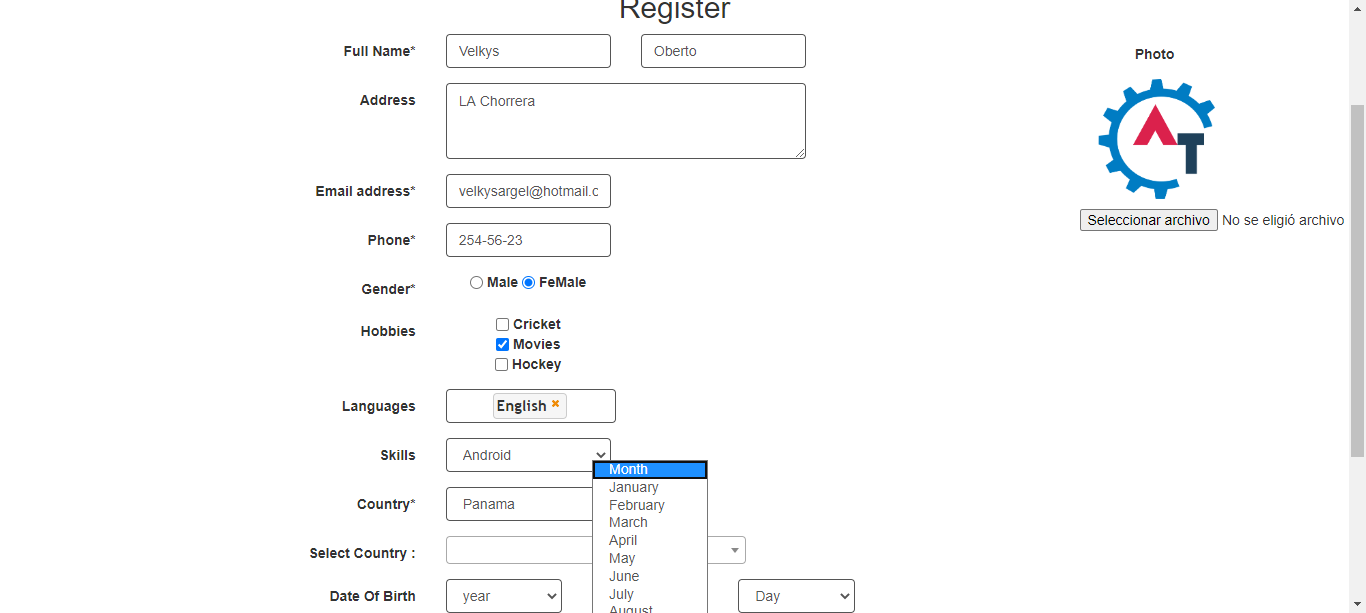 Register
Full Name* Velkys Oberto
Photo
Address LA Chorrera
AT
Email address* velkysargel@hotmail.c
Seleccionar archivo No se eligió archivo
Phone* 254-56-23
Gender* Male FeMale
Hobbies Cricket
Movies
Hockey
Languages English
Skills Android
Month
January
Country* Panama
February
March
April
Select Country :
May
June
Date Of Birth year Day
July
August